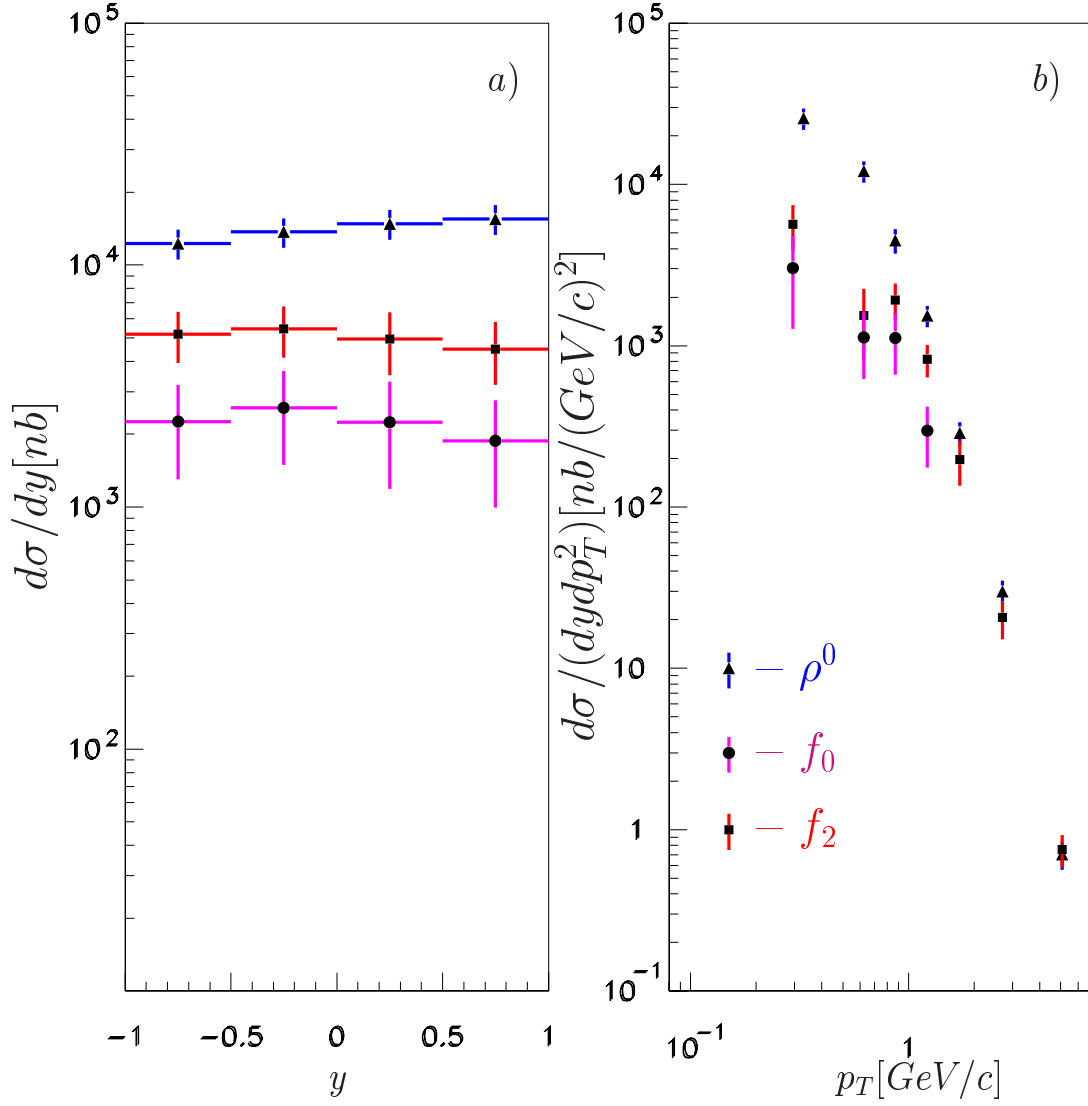 a)
dσ/dy[nb]
10^5
10^4
10^3
10^2
-1 -0.5 0 0.5 1
y
b)
dσ/(dydp_T^2)[nb/(GeV/c)^2]
10^5
10^4
10^3
10^2
10
1
10^-1
— ρ^0
— f_0
— f_2
10^-1 1
p_T[GeV/c]